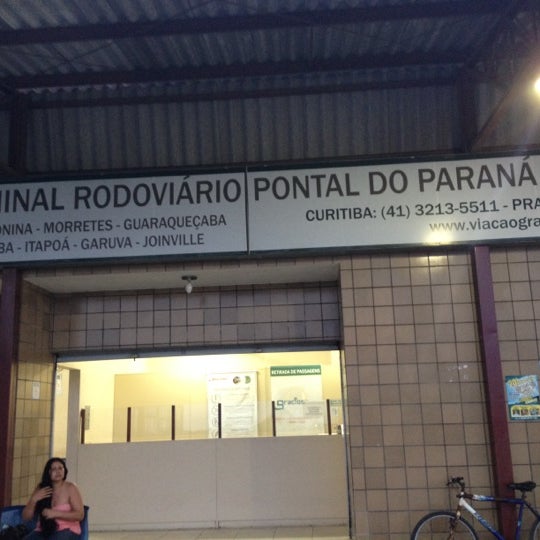 INAL RODOVIÁRIO PONTAL DO PARANÁ
ONINA - MORRETES - GUARAQUEÇABA
BA - ITAPOÁ - GARUVA - JOINVILLE
CURITIBA: (41) 3213-5511 - PRA
www.viacaogra
RETIRADA DE PASSAGENS
graciosa